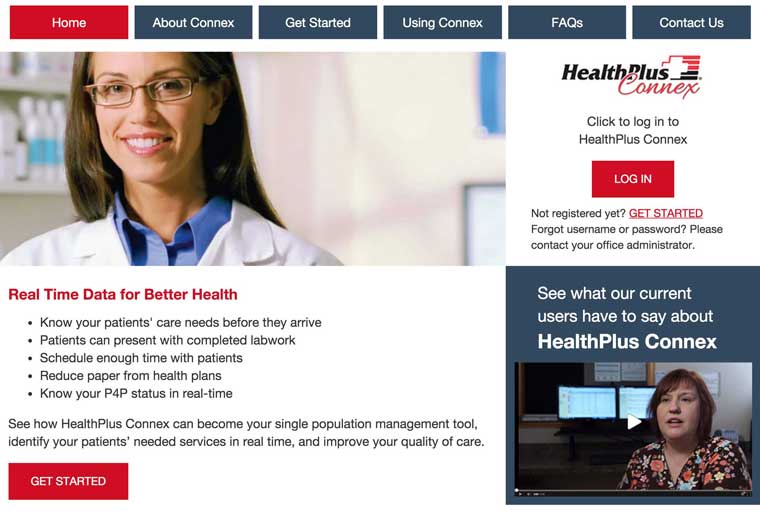 Home
About Connex
Get Started
Using Connex
FAQs
Contact Us
HealthPlus
Connex
Click to log in to
HealthPlus Connex
LOG IN
Not registered yet? GET STARTED
Forgot username or password? Please
contact your office administrator.
Real Time Data for Better Health
• Know your patients' care needs before they arrive
• Patients can present with completed labwork
• Schedule enough time with patients
• Reduce paper from health plans
• Know your P4P status in real-time
See how HealthPlus Connex can become your single population management tool,
identify your patients’ needed services in real time, and improve your quality of care.
GET STARTED
See what our current
users have to say about
HealthPlus Connex